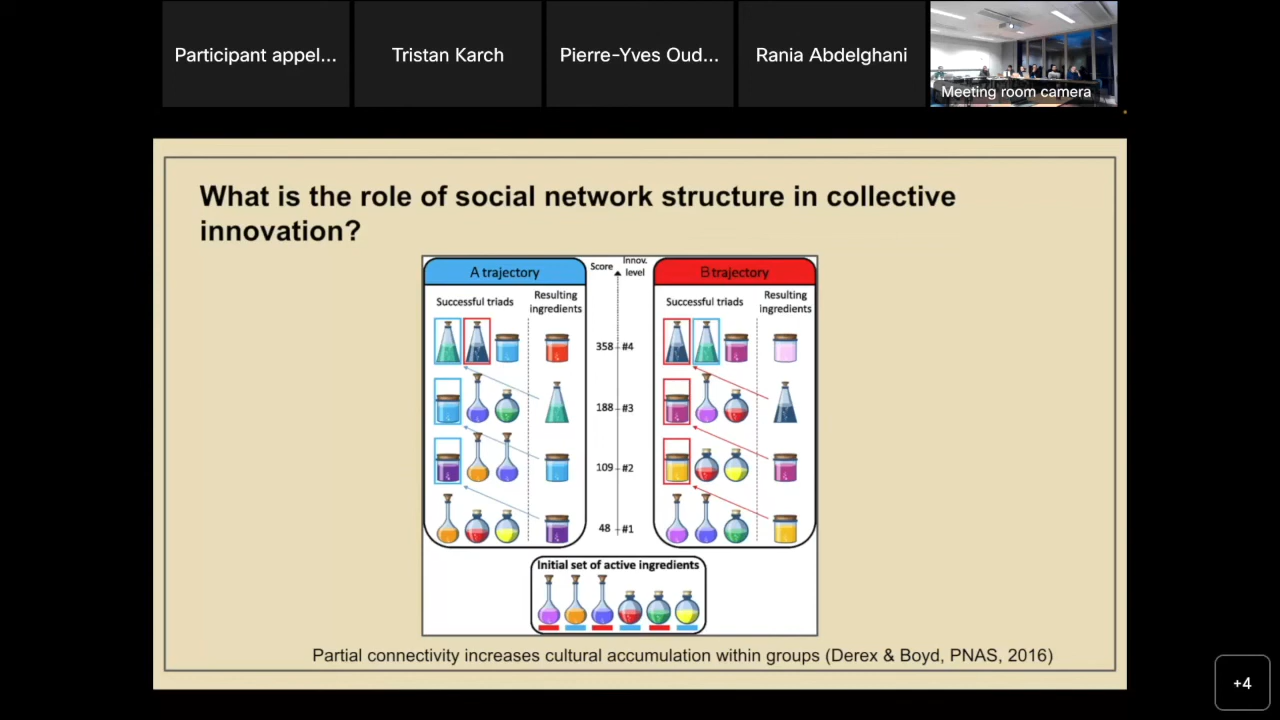 Participant appel...
Tristan Karch
Pierre-Yves Oud...
Rania Abdelghani
Meeting room camera
What is the role of social network structure in collective
innovation?
A trajectory
Score
Innov.
level
B trajectory
Successful triads
Resulting
ingredients
Successful triads
Resulting
ingredients
358
#4
188
#3
109
#2
48
#1
Initial set of active ingredients
Partial connectivity increases cultural accumulation within groups (Derex & Boyd, PNAS, 2016)
+4